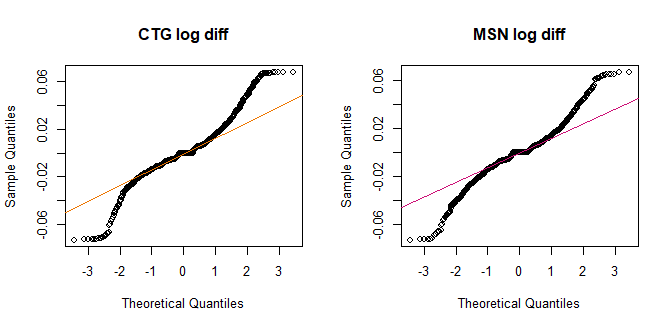 CTG log diff
Sample Quantiles
0.06
0.02
-0.02
-0.06
-3 -2 -1 0 1 2 3
Theoretical Quantiles
MSN log diff
Sample Quantiles
0.06
0.02
-0.02
-0.06
-3 -2 -1 0 1 2 3
Theoretical Quantiles